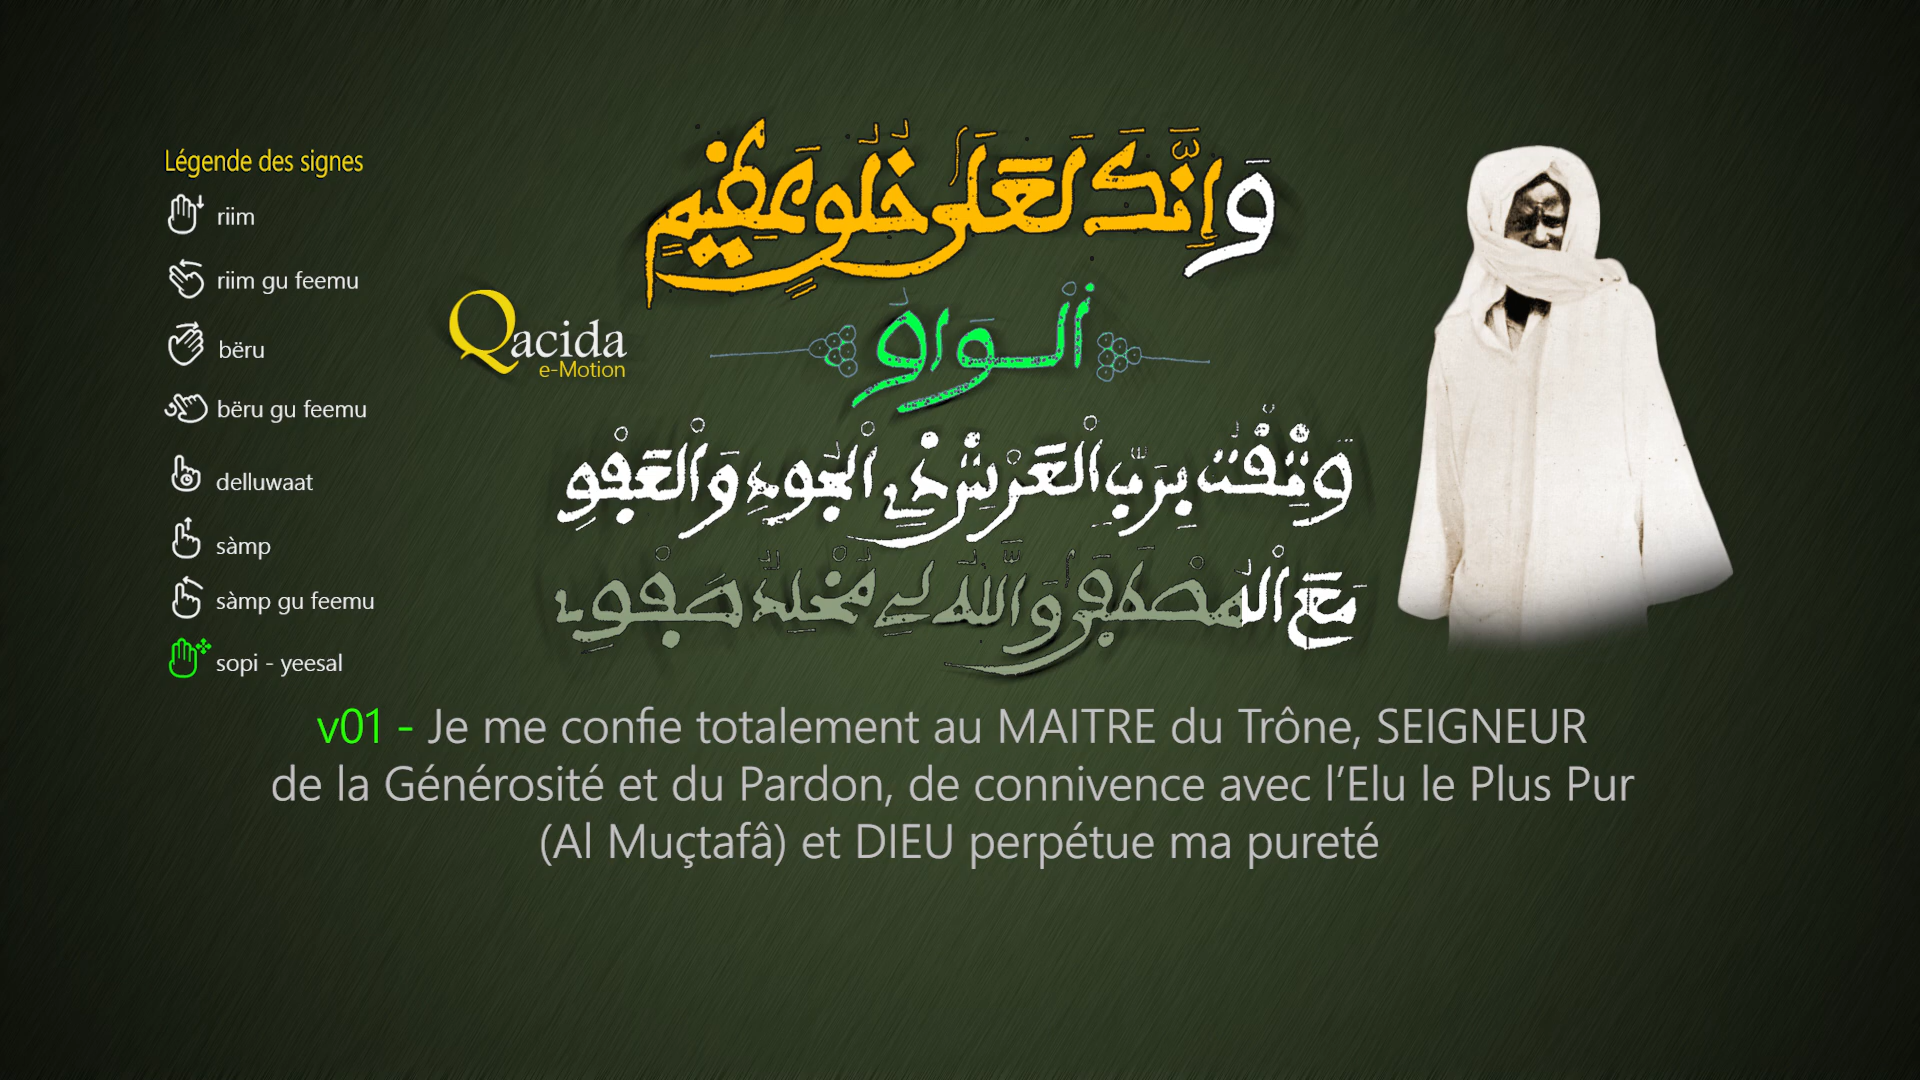 Légende des signes
riim
riim gu feemu
bëru
bëru gu feemu
delluwaat
sàmp
sàmp gu feemu
sopi - yeesal
Qacida
e-Motion
وَإِنَّكَ لَعَلَىٰ خُلُقٍ عَظِيمٍ
الْوَاوُ
وَثِقْتُ بِرَبِّ الْعَرْشِ ذِي الْجُودِ وَالْعَفْوِ
مَعَ الْمُصْطَفَى وَاللَّهُ لِي مُخْلِدٌ صَفْوِي
v01 - Je me confie totalement au MAITRE du Trône, SEIGNEUR
de la Générosité et du Pardon, de connivence avec l’Elu le Plus Pur
(Al Muçtafâ) et DIEU perpétue ma pureté